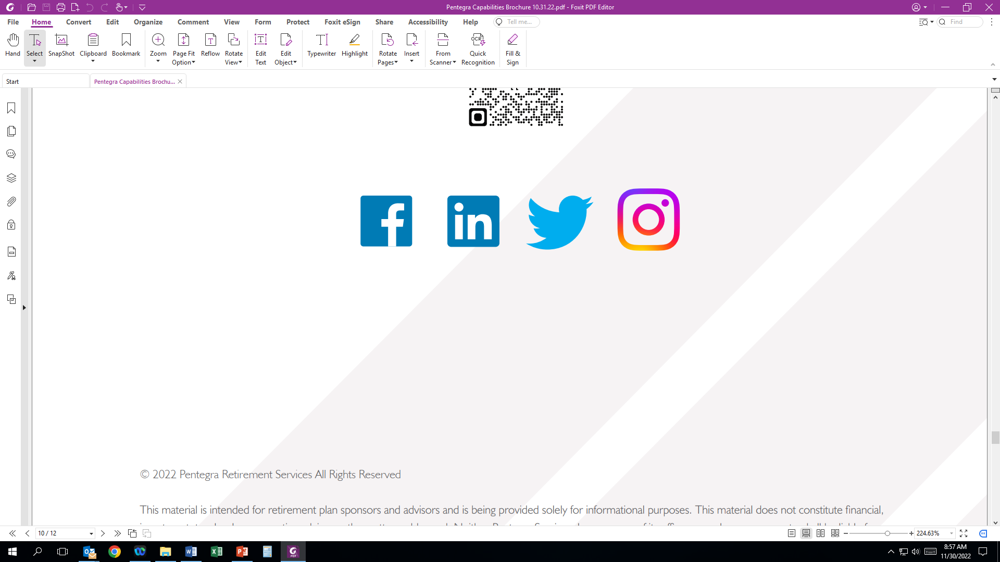 Pentegra Capabilities Brochure 10.31.22.pdf - Foxit PDF Editor
File Home Convert Edit Organize Comment View Form Protect Foxit eSign Share Accessibility Help Tell me... Find
Hand Select SnapShot Clipboard Bookmark Zoom Page Fit Option Reflow Rotate View Edit Text Edit Object Typewriter Highlight Rotate Pages Insert From Scanner OCR Quick Recognition Fill & Sign
Start Pentegra Capabilities Brochu...
f in
© 2022 Pentegra Retirement Services All Rights Reserved
This material is intended for retirement plan sponsors and advisors and is being provided solely for informational purposes. This material does not constitute financial,
10 / 12 224.63%
8:57 AM
11/30/2022